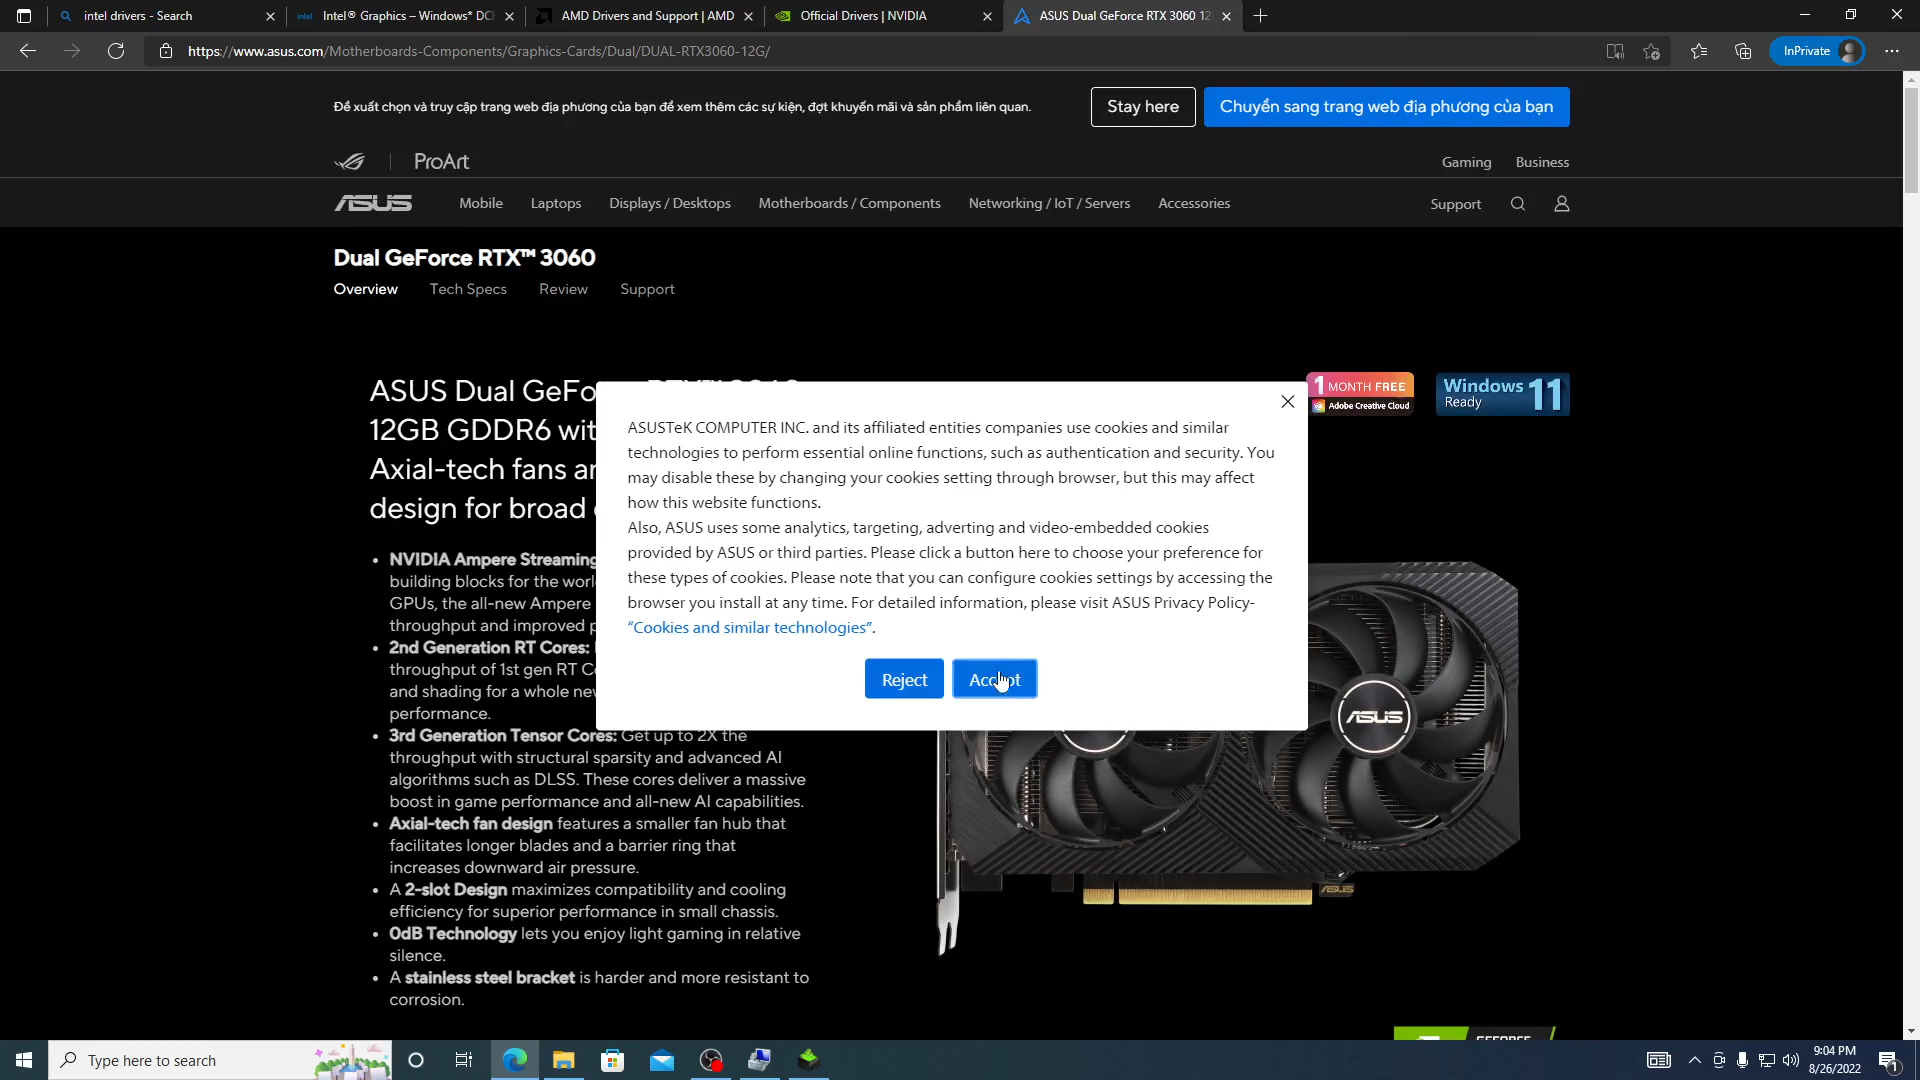 intel drivers - Search
intel
Intel® Graphics – Windows* DC
AMD Drivers and Support | AMD
Official Drivers | NVIDIA
ASUS Dual GeForce RTX 3060 12
https://www.asus.com/Motherboards-Components/Graphics-Cards/Dual/DUAL-RTX3060-12G/
InPrivate
Đề xuất chọn và truy cập trang web địa phương của bạn để xem thêm các sự kiện, đợt khuyến mãi và sản phẩm liên quan.
Stay here
Chuyển sang trang web địa phương của bạn
ProArt
Gaming
Business
ASUS
Mobile
Laptops
Displays / Desktops
Motherboards / Components
Networking / IoT / Servers
Accessories
Support
Dual GeForce RTX™ 3060
Overview
Tech Specs
Review
Support
ASUS Dual GeFo
12GB GDDR6 wit
Axial-tech fans a
design for broad
1 MONTH FREE
Adobe Creative Cloud
Windows 11
Ready
ASUSTeK COMPUTER INC. and its affiliated entities companies use cookies and similar
technologies to perform essential online functions, such as authentication and security. You
may disable these by changing your cookies setting through browser, but this may affect
how this website functions.
Also, ASUS uses some analytics, targeting, adverting and video-embedded cookies
provided by ASUS or third parties. Please click a button here to choose your preference for
these types of cookies. Please note that you can configure cookies settings by accessing the
browser you install at any time. For detailed information, please visit ASUS Privacy Policy-
“Cookies and similar technologies”.
Reject
Accept
NVIDIA Ampere Streaming
building blocks for the worl
GPUs, the all-new Ampere
throughput and improved p
2nd Generation RT Cores:
throughput of 1st gen RT C
and shading for a whole ne
performance.
3rd Generation Tensor Cores: Get up to 2X the
throughput with structural sparsity and advanced AI
algorithms such as DLSS. These cores deliver a massive
boost in game performance and all-new AI capabilities.
Axial-tech fan design features a smaller fan hub that
facilitates longer blades and a barrier ring that
increases downward air pressure.
A 2-slot Design maximizes compatibility and cooling
efficiency for superior performance in small chassis.
0dB Technology lets you enjoy light gaming in relative
silence.
A stainless steel bracket is harder and more resistant to
corrosion.
ASUS
ASUS
Type here to search
9:04 PM
8/26/2022
1